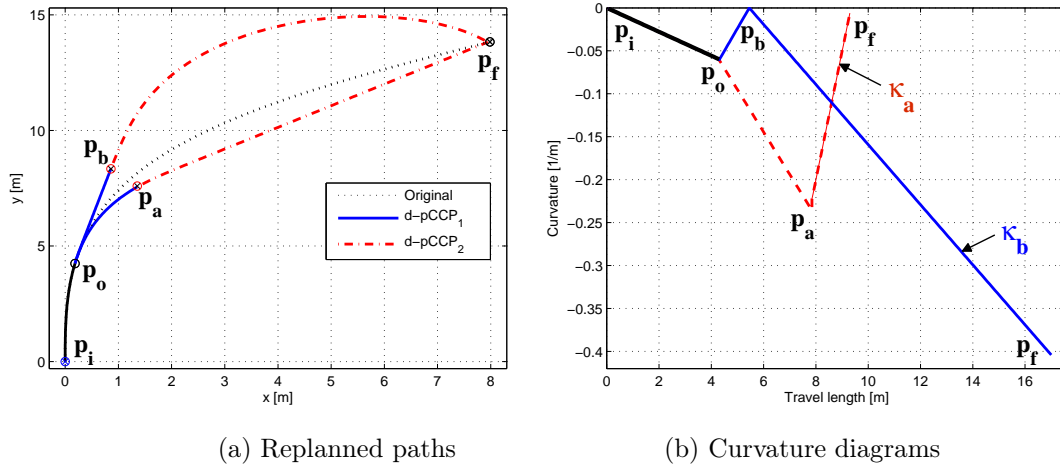 15
10
5
0
y [m]
p_b
p_a
p_o
p_i
p_f
Original
d−pCCP_1
d−pCCP_2
0 1 2 3 4 5 6 7 8
x [m]
(a) Replanned paths
0
−0.05
−0.1
−0.15
−0.2
−0.25
−0.3
−0.35
−0.4
Curvature [1/m]
p_i
p_b
p_f
p_o
κ_a
p_a
κ_b
p_f
0 2 4 6 8 10 12 14 16
Travel length [m]
(b) Curvature diagrams